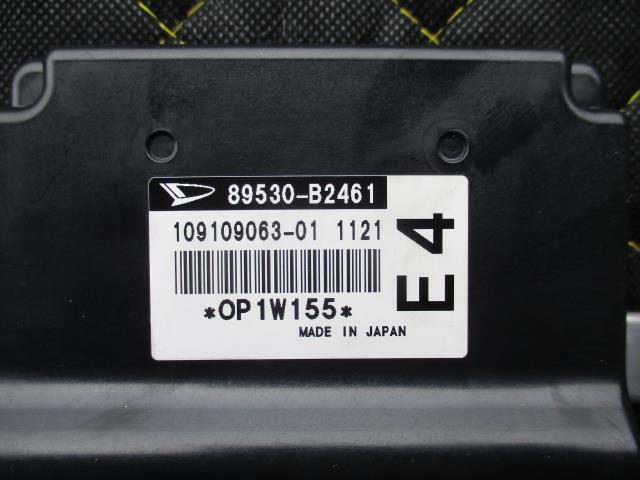 89530-B2461
109109063-01 1121
*OP1W155*
MADE IN JAPAN
E4